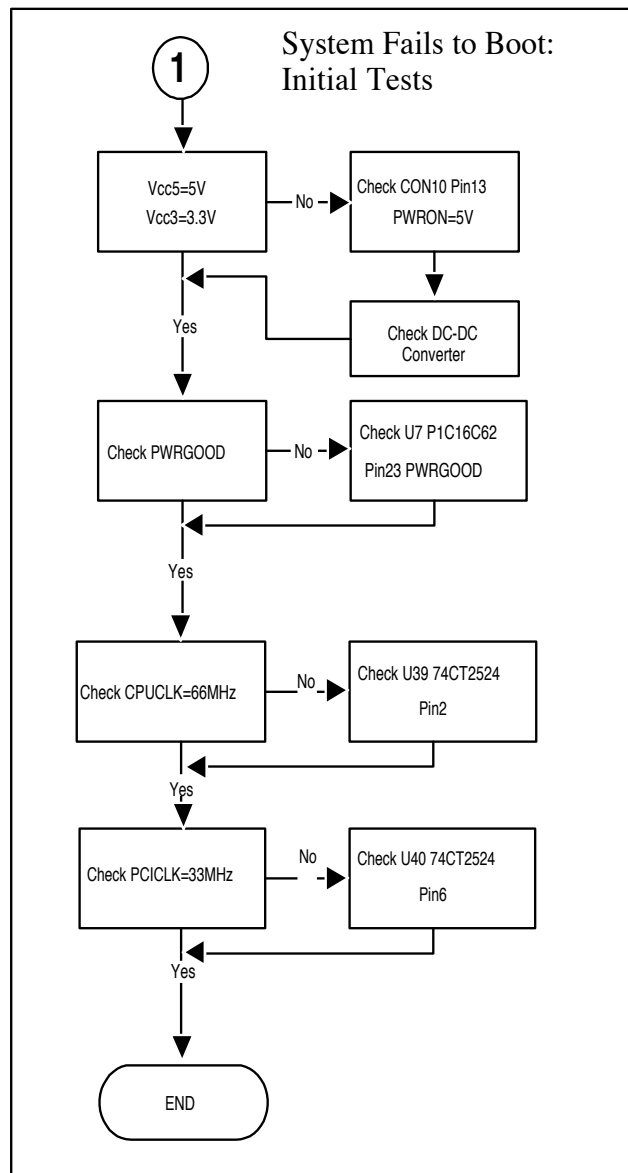 System Fails to Boot:
Initial Tests
1
Vcc5=5V
Vcc3=3.3V
No
Check CON10 Pin13
PWRON=5V
Check DC-DC
Converter
Yes
Check PWRGOOD
No
Check U7 P1C16C62
Pin23 PWRGOOD
Yes
Check CPUCLK=66MHz
No
Check U39 74CT2524
Pin2
Yes
Check PCICLK=33MHz
No
Check U40 74CT2524
Pin6
Yes
END